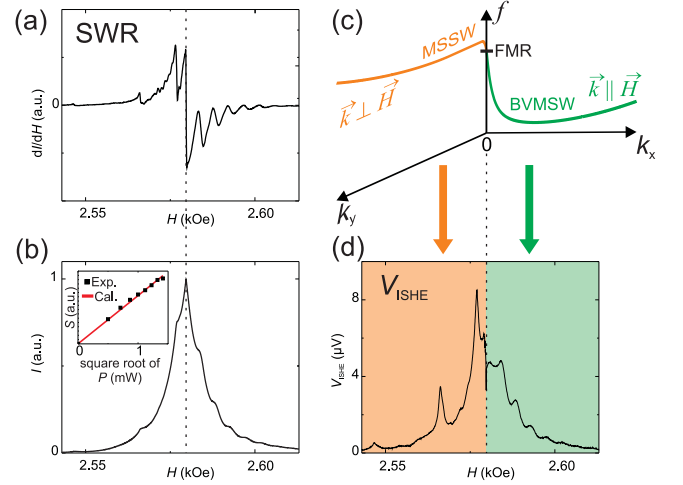 (a)
SWR
dI/dH (a.u.)
0
2.55
H (kOe)
2.60
(b)
1
I (a.u.)
0
S (a.u.)
Exp.
Cal.
0
1
square root of
P (mW)
2.55
H (kOe)
2.60
(c)
f
MSSW
FMR
k ⊥ H
BVMSW
k || H
0
kx
ky
(d)
VISHE
VISHE (µV)
8
4
0
2.55
H (kOe)
2.60